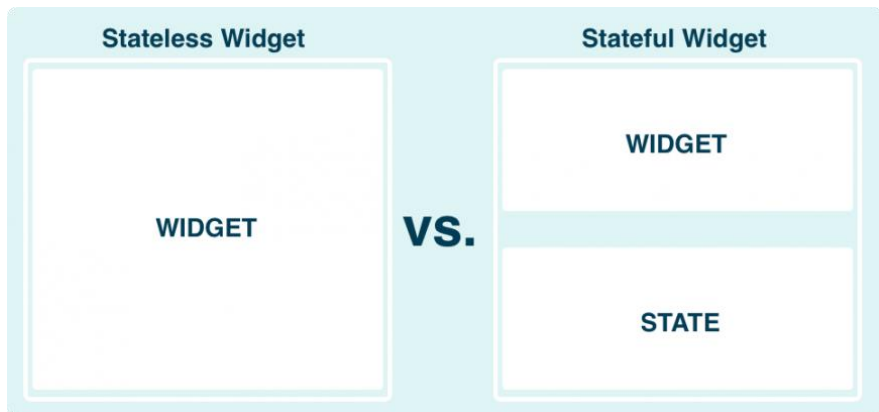 Stateless Widget
Stateful Widget
WIDGET
vs.
WIDGET
STATE